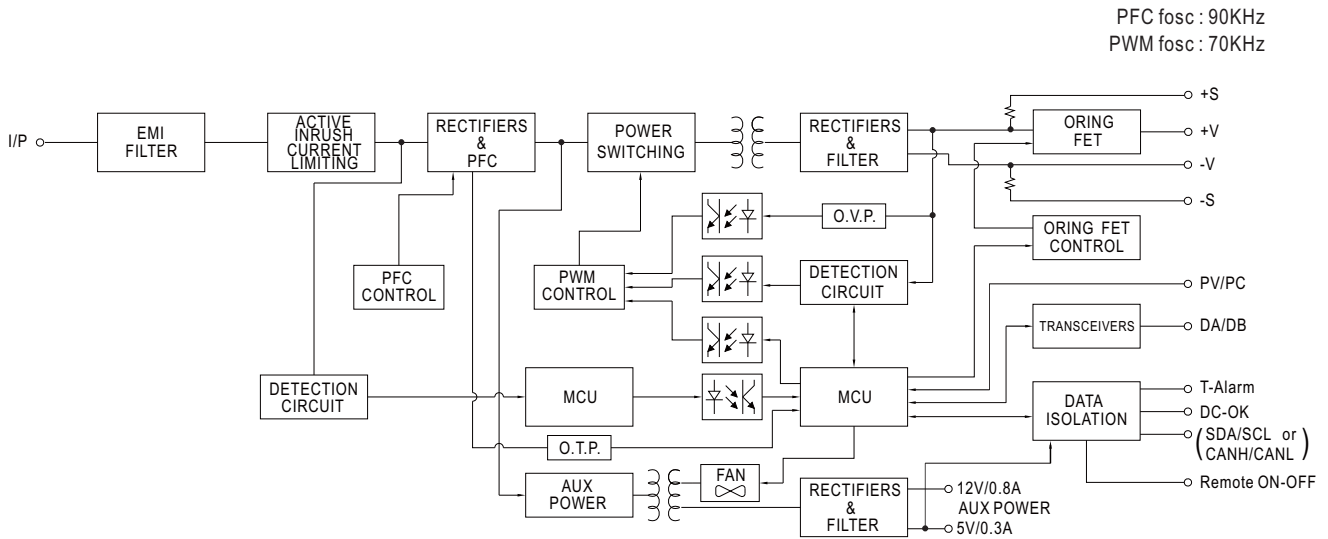 PFC fosc : 90KHz
PWM fosc : 70KHz
I/P
EMI
FILTER
ACTIVE
INRUSH
CURRENT
LIMITING
RECTIFIERS
&
PFC
POWER
SWITCHING
RECTIFIERS
&
FILTER
ORING
FET
+S
+V
-V
-S
O.V.P.
ORING FET
CONTROL
PFC
CONTROL
PWM
CONTROL
DETECTION
CIRCUIT
PV/PC
TRANSCEIVERS
DA/DB
DETECTION
CIRCUIT
MCU
MCU
DATA
ISOLATION
T-Alarm
DC-OK
(SDA/SCL or
CANH/CANL)
Remote ON-OFF
O.T.P.
AUX
POWER
FAN
RECTIFIERS
&
FILTER
12V/0.8A
AUX POWER
5V/0.3A